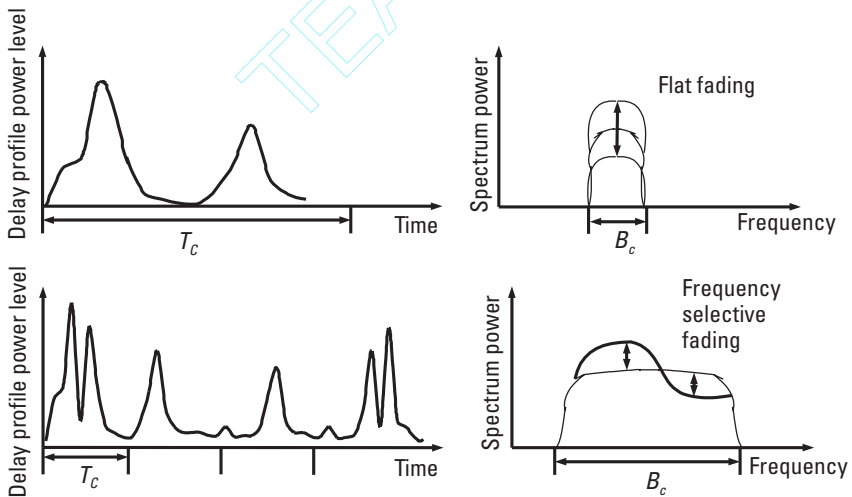 TEA
Delay profile power level
Time
T_C
Spectrum power
Flat fading
Frequency
B_c
Delay profile power level
Time
T_C
Spectrum power
Frequency
selective
fading
Frequency
B_c